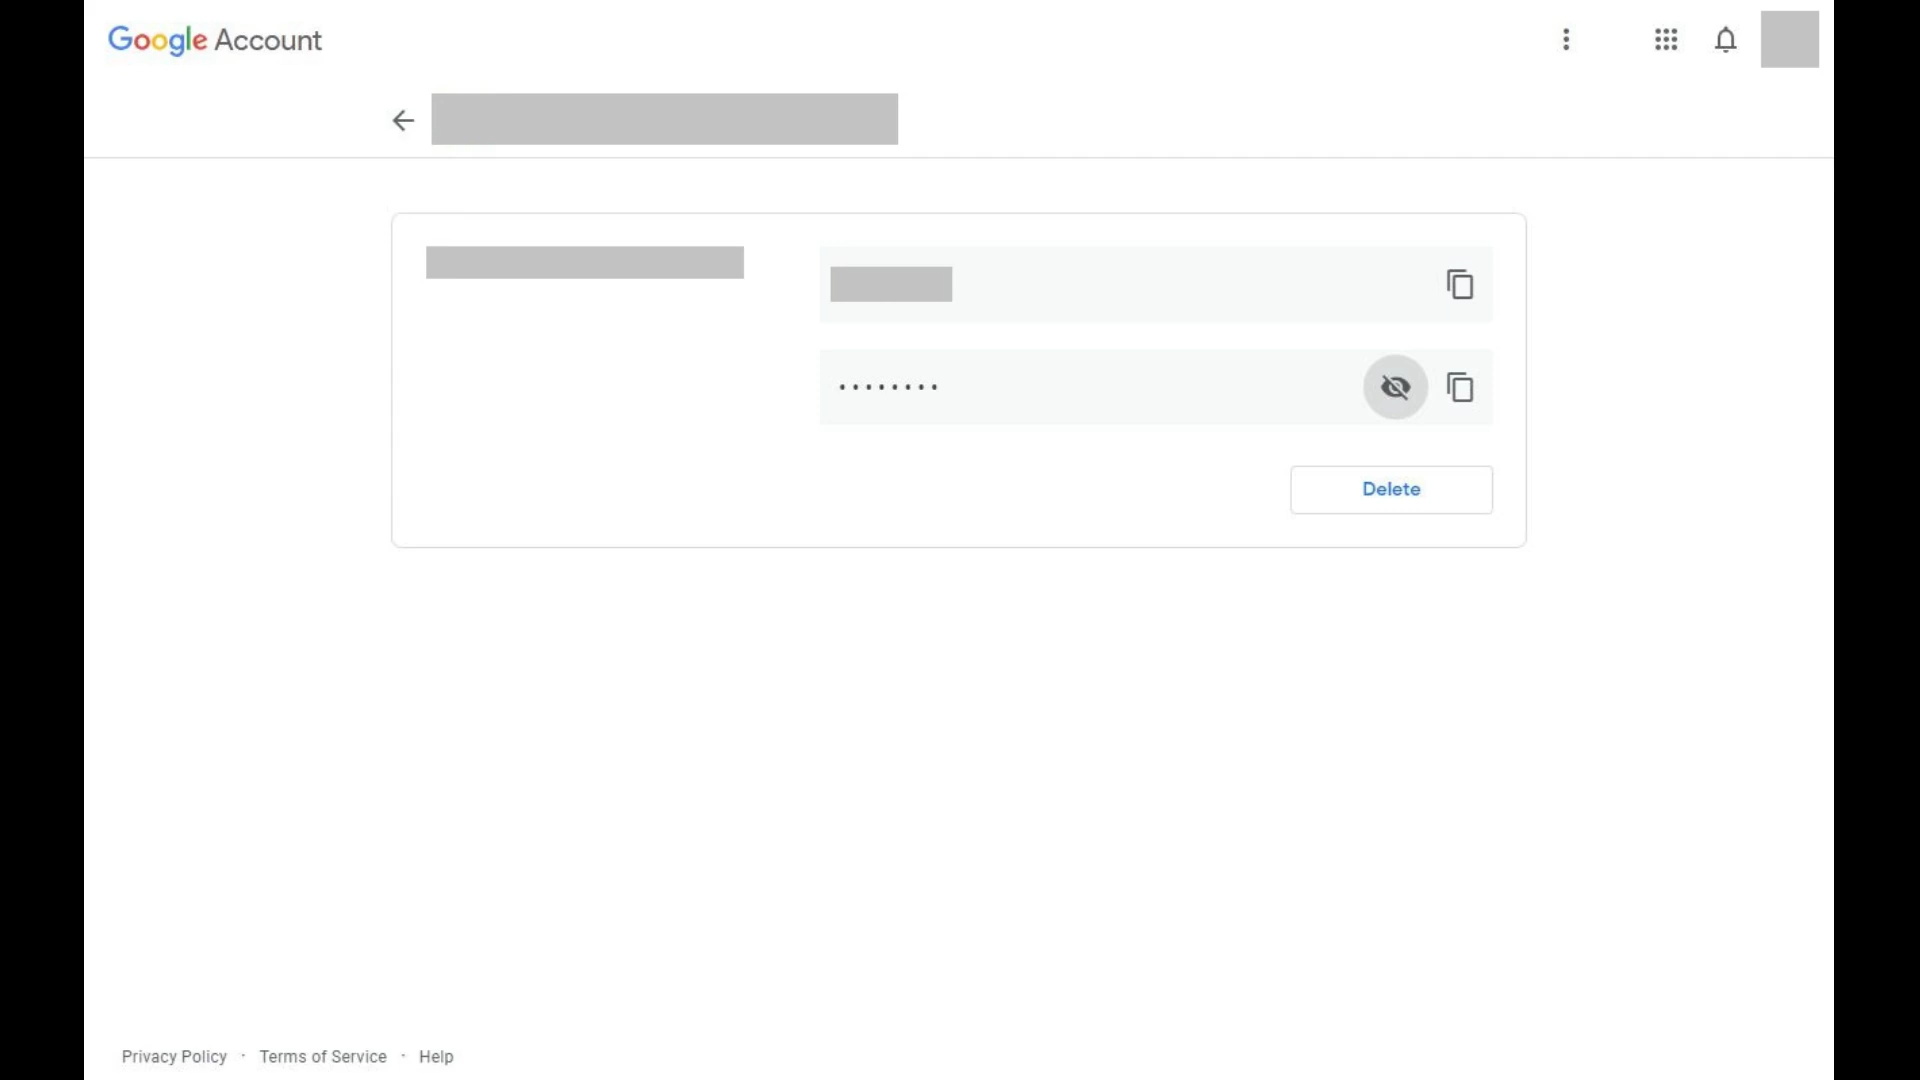 Google Account
••••••••
Delete
Privacy Policy · Terms of Service · Help